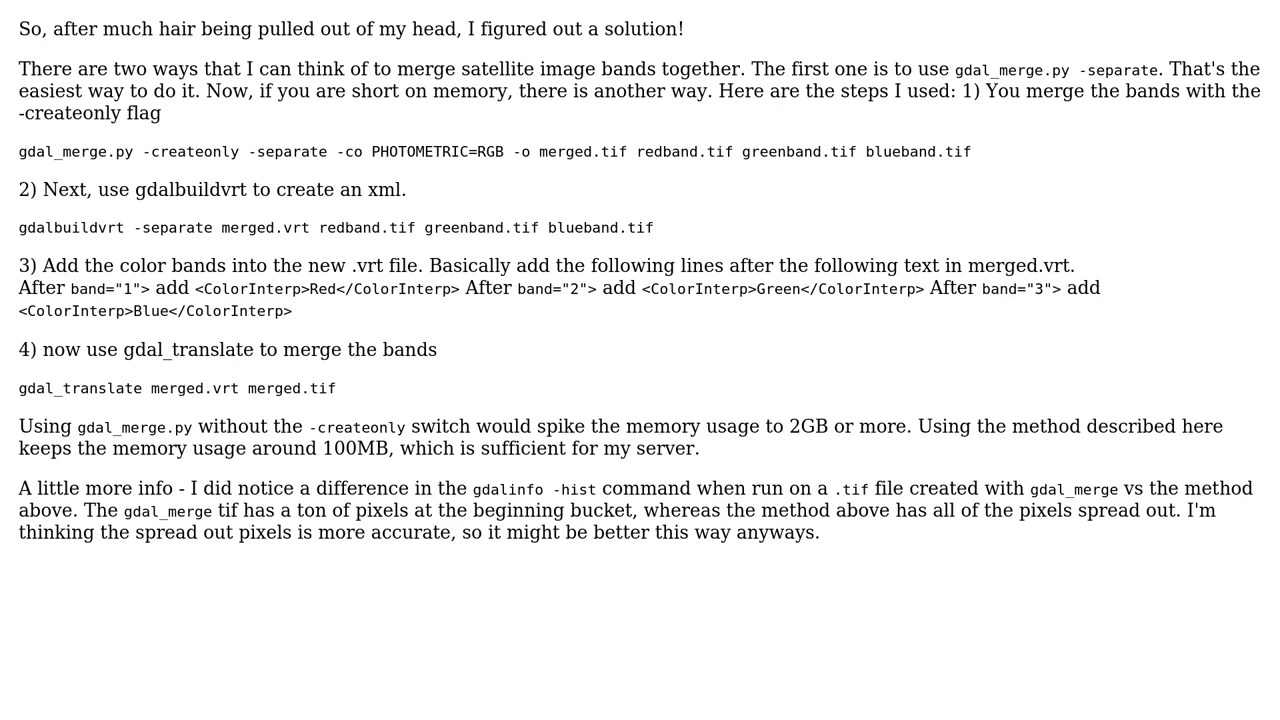 So, after much hair being pulled out of my head, I figured out a solution!
There are two ways that I can think of to merge satellite image bands together. The first one is to use gdal_merge.py -separate. That's the
easiest way to do it. Now, if you are short on memory, there is another way. Here are the steps I used: 1) You merge the bands with the
-createonly flag
gdal_merge.py -createonly -separate -co PHOTOMETRIC=RGB -o merged.tif redband.tif greenband.tif blueband.tif
2) Next, use gdalbuildvrt to create an xml.
gdalbuildvrt -separate merged.vrt redband.tif greenband.tif blueband.tif
3) Add the color bands into the new .vrt file. Basically add the following lines after the following text in merged.vrt.
After band="1"> add <ColorInterp>Red</ColorInterp> After band="2"> add <ColorInterp>Green</ColorInterp> After band="3"> add
<ColorInterp>Blue</ColorInterp>
4) now use gdal_translate to merge the bands
gdal_translate merged.vrt merged.tif
Using gdal_merge.py without the -createonly switch would spike the memory usage to 2GB or more. Using the method described here
keeps the memory usage around 100MB, which is sufficient for my server.
A little more info - I did notice a difference in the gdalinfo -hist command when run on a .tif file created with gdal_merge vs the method
above. The gdal_merge tif has a ton of pixels at the beginning bucket, whereas the method above has all of the pixels spread out. I'm
thinking the spread out pixels is more accurate, so it might be better this way anyways.